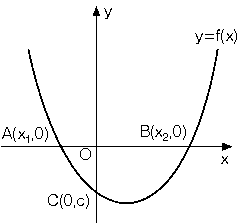 y
y=f(x)
A(x₁,0)
B(x₂,0)
O
x
C(0,c)